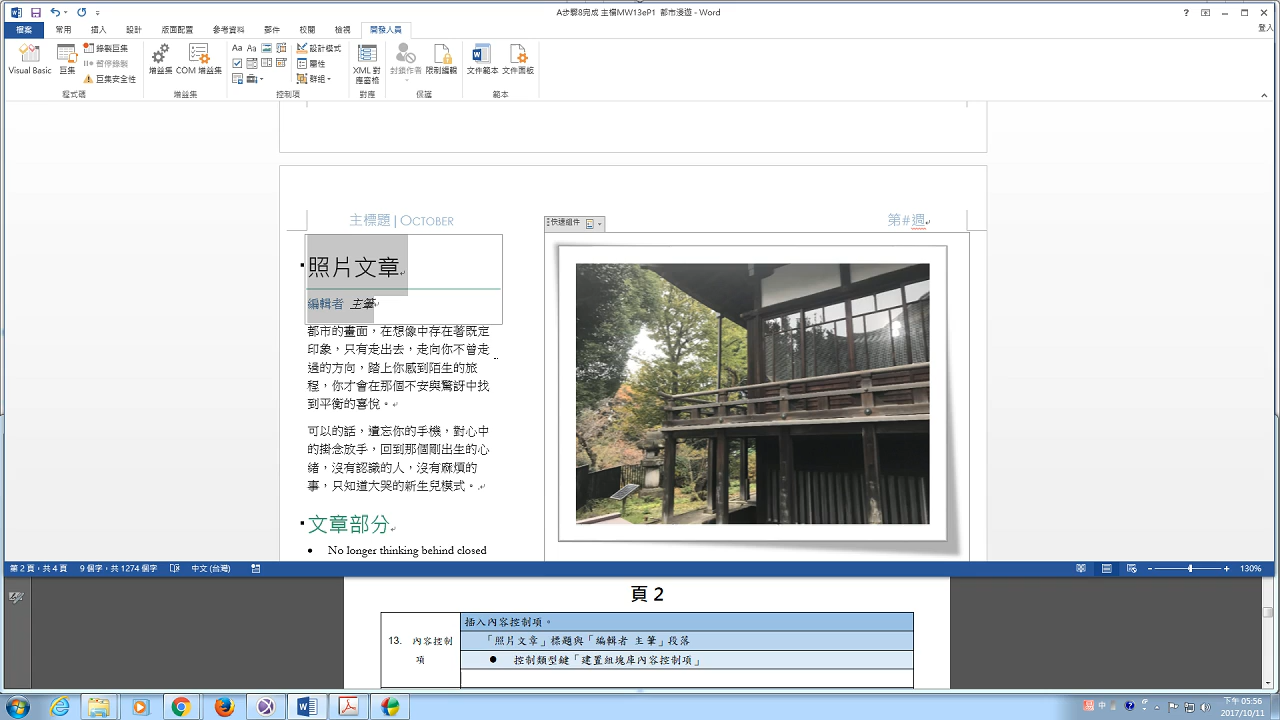 A步驟8完成 主檔MW13eP1 都市漫遊 - Word
登入
檔案 常用 插入 設計 版面配置 參考資料 郵件 校閱 檢視 開發人員
Visual Basic 巨集 錄製巨集 暫停錄製 巨集安全性
增益集 COM 增益集
Aa Aa 設計模式 屬性 群組
XML 對應窗格
封鎖作者 限制編輯
文件範本 文件面板
程式碼 增益集 控制項 對應 保護 範本
主標題 | OCTOBER
快速組件
第#週
照片文章
編輯者 主筆
都市的畫面，在想像中存在著既定
印象，只有走出去，走向你不曾走
過的方向，踏上你感到陌生的旅
程，你才會在那個不安與驚訝中找
到平衡的喜悅。
可以的話，遺忘你的手機，對心中
的掛念放手，回到那個剛出生的心
緒，沒有認識的人，沒有麻煩的
事，只知道大哭的新生兒模式。
文章部分
• No longer thinking behind closed
第 2 頁，共 4 頁 9 個字，共 1274 個字 中文 (台灣) 130%
頁 2
13. 內容控制項
插入內容控制項。
「照片文章」標題與「編輯者 主筆」段落
● 控制類型鍵「建置組塊庫內容控制項」
中
下午 05:56
2017/10/11